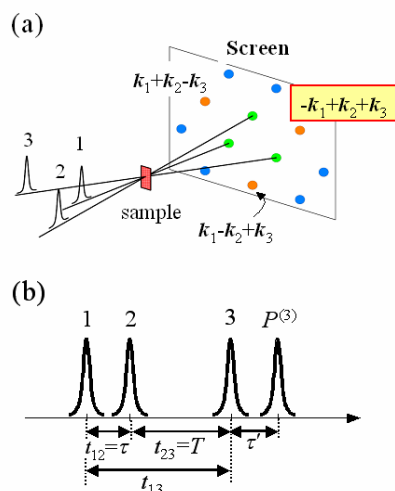 (a)
Screen
k₁+k₂-k₃
-k₁+k₂+k₃
3
1
2
sample
k₁-k₂+k₃
(b)
1 2 3 P⁽³⁾
t₁₂=τ t₂₃=T τ'
t₁₃